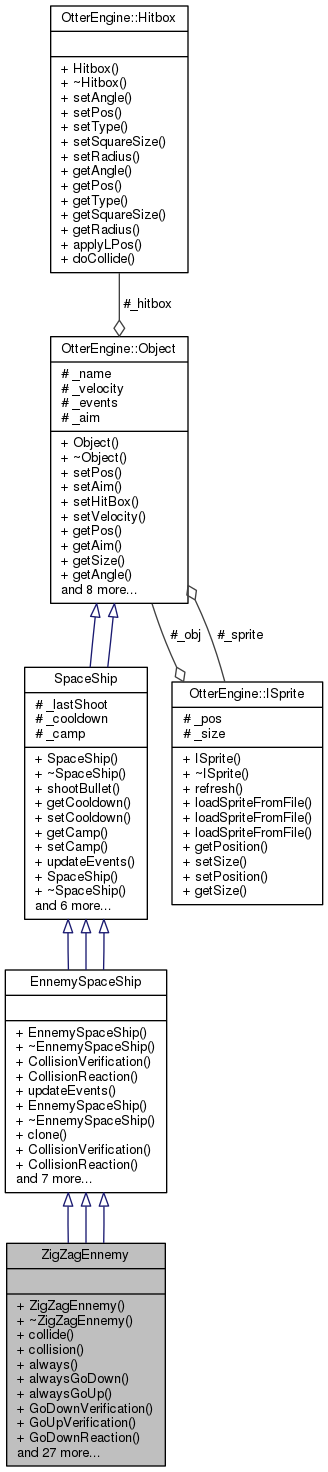 OtterEngine::Hitbox
+ Hitbox()
+ ~Hitbox()
+ setAngle()
+ setPos()
+ setType()
+ setSquareSize()
+ setRadius()
+ getAngle()
+ getPos()
+ getType()
+ getSquareSize()
+ getRadius()
+ applyLPos()
+ doCollide()
#_hitbox
OtterEngine::Object
# _name
# _velocity
# _events
# _aim
+ Object()
+ ~Object()
+ setPos()
+ setAim()
+ setHitBox()
+ setVelocity()
+ getPos()
+ getAim()
+ getSize()
+ getAngle()
and 8 more...
#_obj
#_sprite
SpaceShip
# _lastShoot
# _cooldown
# _camp
+ SpaceShip()
+ ~SpaceShip()
+ shootBullet()
+ getCooldown()
+ setCooldown()
+ getCamp()
+ setCamp()
+ updateEvents()
+ SpaceShip()
+ ~SpaceShip()
and 6 more...
OtterEngine::ISprite
# _pos
# _size
+ ISprite()
+ ~ISprite()
+ refresh()
+ loadSpriteFromFile()
+ loadSpriteFromFile()
+ loadSpriteFromFile()
+ getPosition()
+ setSize()
+ setPosition()
+ getSize()
EnnemySpaceShip
+ EnnemySpaceShip()
+ ~EnnemySpaceShip()
+ CollisionVerification()
+ CollisionReaction()
+ updateEvents()
+ EnnemySpaceShip()
+ ~EnnemySpaceShip()
+ clone()
+ CollisionVerification()
+ CollisionReaction()
and 7 more...
ZigZagEnnemy
+ ZigZagEnnemy()
+ ~ZigZagEnnemy()
+ collide()
+ collision()
+ always()
+ alwaysGoDown()
+ alwaysGoUp()
+ GoDownVerification()
+ GoUpVerification()
+ GoDownReaction()
and 27 more...